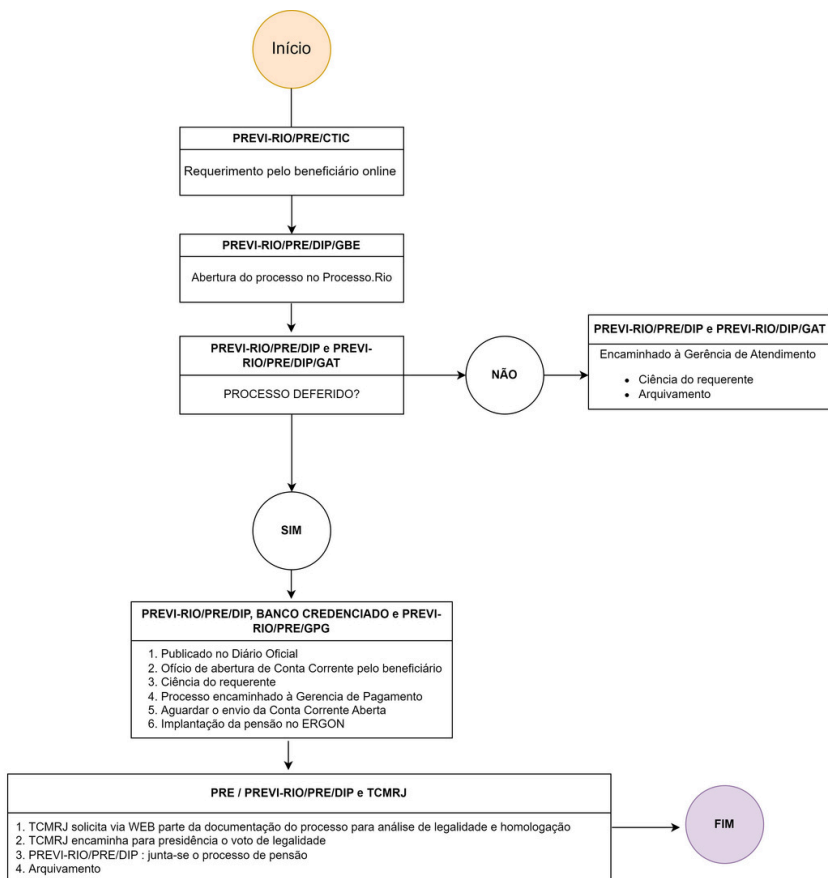 Início
PREVI-RIO/PRE/CTIC
Requerimento pelo beneficiário online
PREVI-RIO/PRE/DIP/GBE
Abertura do processo no Processo.Rio
PREVI-RIO/PRE/DIP e PREVI-
RIO/PRE/DIP/GAT
PROCESSO DEFERIDO?
NÃO
PREVI-RIO/PRE/DIP e PREVI-RIO/DIP/GAT
Encaminhado à Gerência de Atendimento
• Ciência do requerente
• Arquivamento
SIM
PREVI-RIO/PRE/DIP, BANCO CREDENCIADO e PREVI-
RIO/PRE/GPG
1. Publicado no Diário Oficial
2. Ofício de abertura de Conta Corrente pelo beneficiário
3. Ciência do requerente
4. Processo encaminhado à Gerencia de Pagamento
5. Aguardar o envio da Conta Corrente Aberta
6. Implantação da pensão no ERGON
PRE / PREVI-RIO/PRE/DIP e TCMRJ
1. TCMRJ solicita via WEB parte da documentação do processo para análise de legalidade e homologação
2. TCMRJ encaminha para presidência o voto de legalidade
3. PREVI-RIO/PRE/DIP : junta-se o processo de pensão
4. Arquivamento
FIM